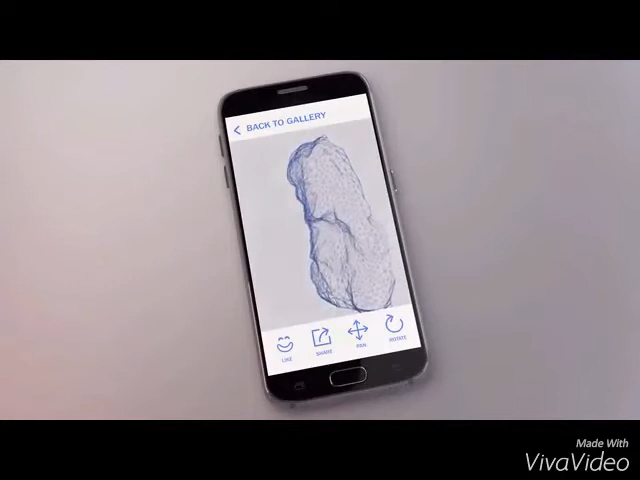 BACK TO GALLERY
LIKE
SHARE
PAN
ROTATE
Made With
VivaVideo